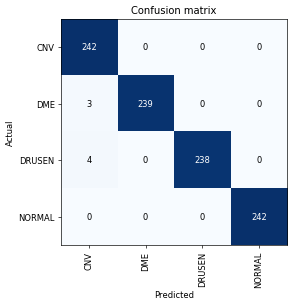 Confusion matrix
Actual
CNV 242 0 0 0
DME 3 239 0 0
DRUSEN 4 0 238 0
NORMAL 0 0 0 242
CNV DME DRUSEN NORMAL
Predicted